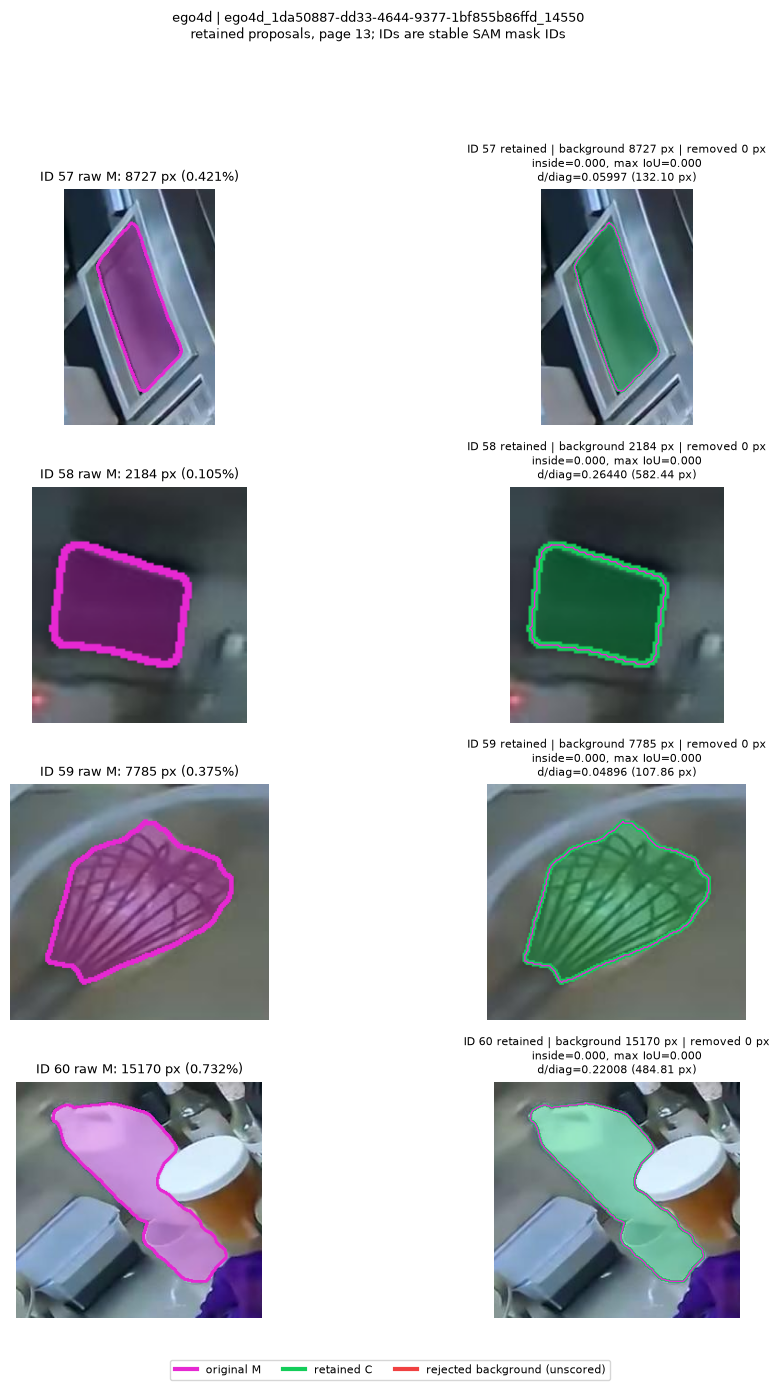 ego4d | ego4d_1da50887-dd33-4644-9377-1bf855b86ffd_14550
retained proposals, page 13; IDs are stable SAM mask IDs
ID 57 raw M: 8727 px (0.421%)
ID 57 retained | background 8727 px | removed 0 px
inside=0.000, max IoU=0.000
d/diag=0.05997 (132.10 px)
ID 58 raw M: 2184 px (0.105%)
ID 58 retained | background 2184 px | removed 0 px
inside=0.000, max IoU=0.000
d/diag=0.26440 (582.44 px)
ID 59 raw M: 7785 px (0.375%)
ID 59 retained | background 7785 px | removed 0 px
inside=0.000, max IoU=0.000
d/diag=0.04896 (107.86 px)
ID 60 raw M: 15170 px (0.732%)
ID 60 retained | background 15170 px | removed 0 px
inside=0.000, max IoU=0.000
d/diag=0.22008 (484.81 px)
original M
retained C
rejected background (unscored)